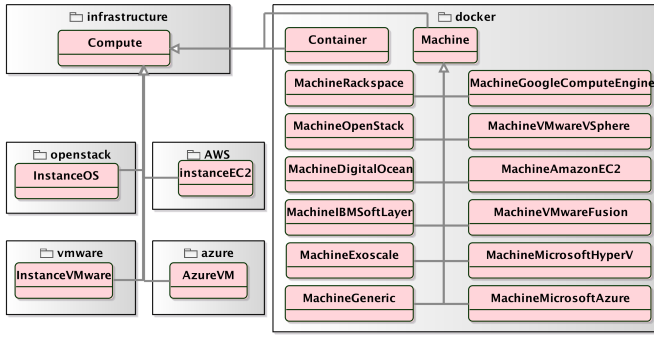 infrastructure
Compute
docker
Container
Machine
MachineRackspace
MachineGoogleComputeEngine
MachineOpenStack
MachineVMwareVSphere
openstack
InstanceOS
AWS
instanceEC2
MachineDigitalOcean
MachineAmazonEC2
MachineIBMSoftLayer
MachineVMwareFusion
vmware
InstanceVMware
azure
AzureVM
MachineExoscale
MachineMicrosoftHyperV
MachineGeneric
MachineMicrosoftAzure